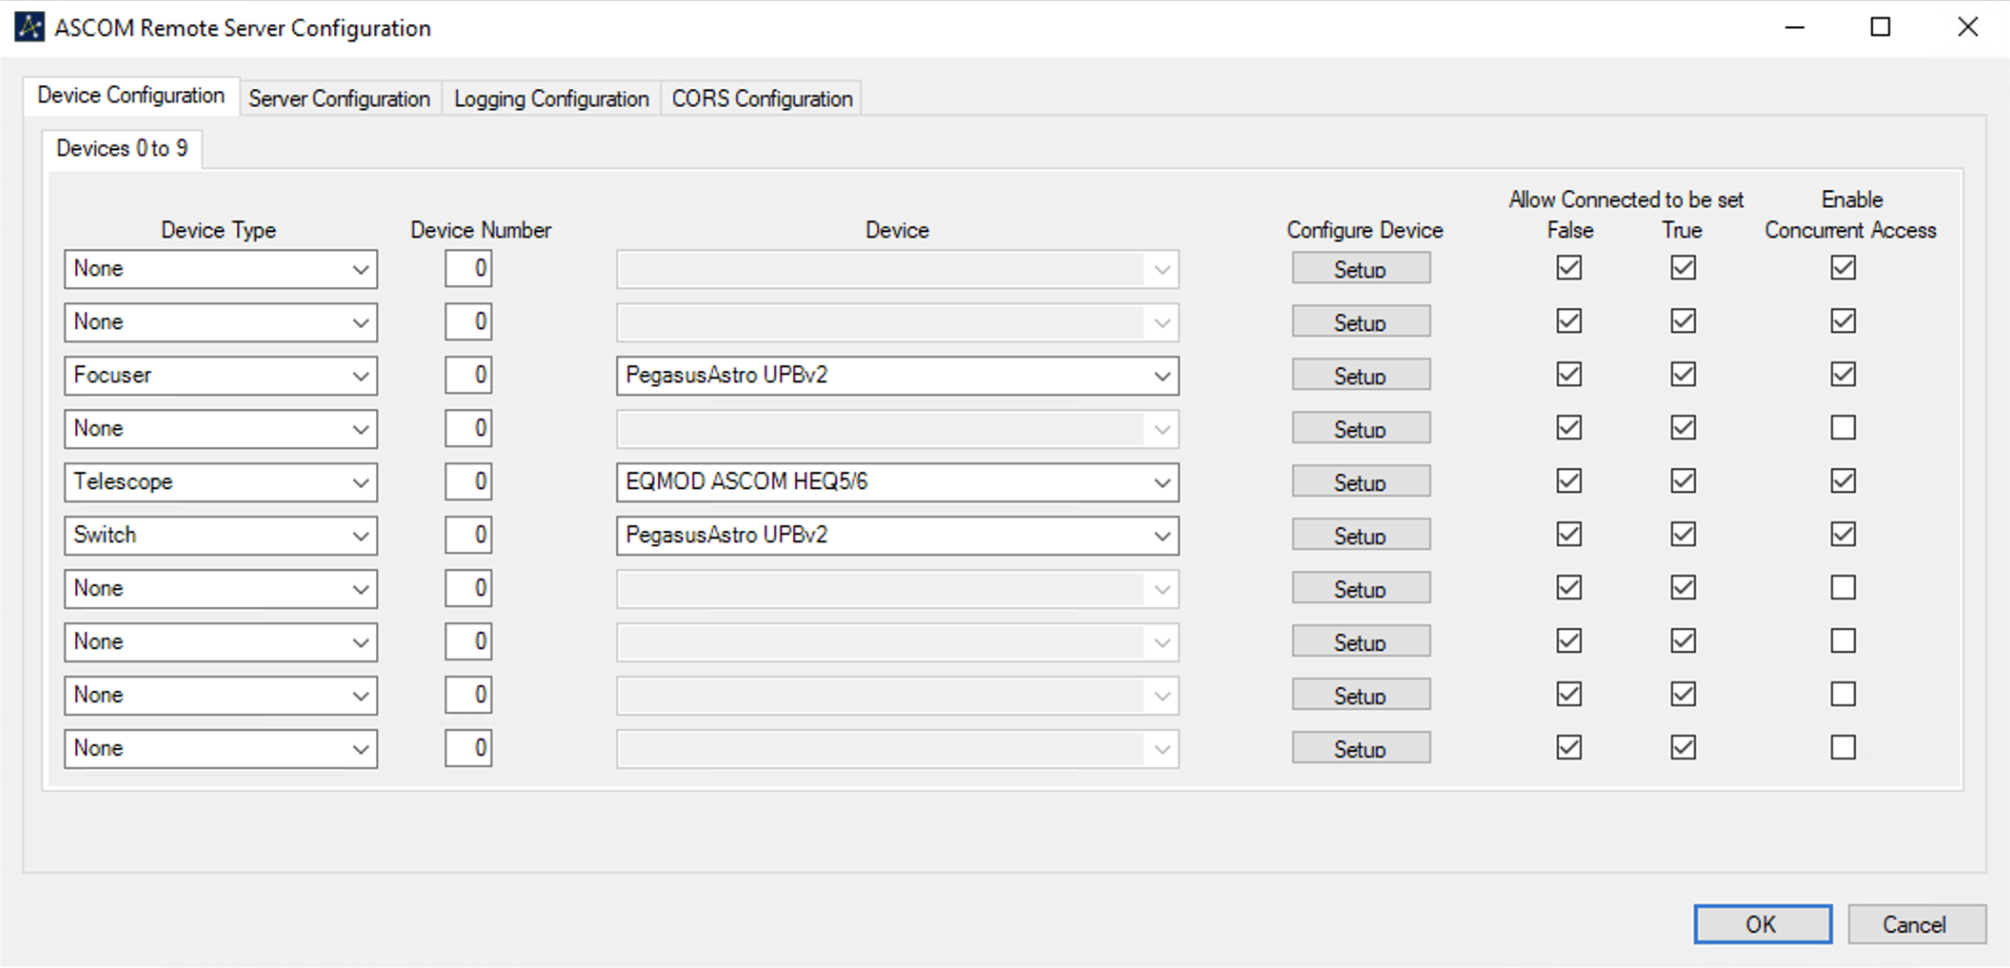 ASCOM Remote Server Configuration
Device Configuration Server Configuration Logging Configuration CORS Configuration
Devices 0 to 9
Allow Connected to be set Enable
Device Type Device Number Device Configure Device False True Concurrent Access
None 0 Setup
None 0 Setup
Focuser 0 PegasusAstro UPBv2 Setup
None 0 Setup
Telescope 0 EQMOD ASCOM HEQ5/6 Setup
Switch 0 PegasusAstro UPBv2 Setup
None 0 Setup
None 0 Setup
None 0 Setup
None 0 Setup
OK Cancel